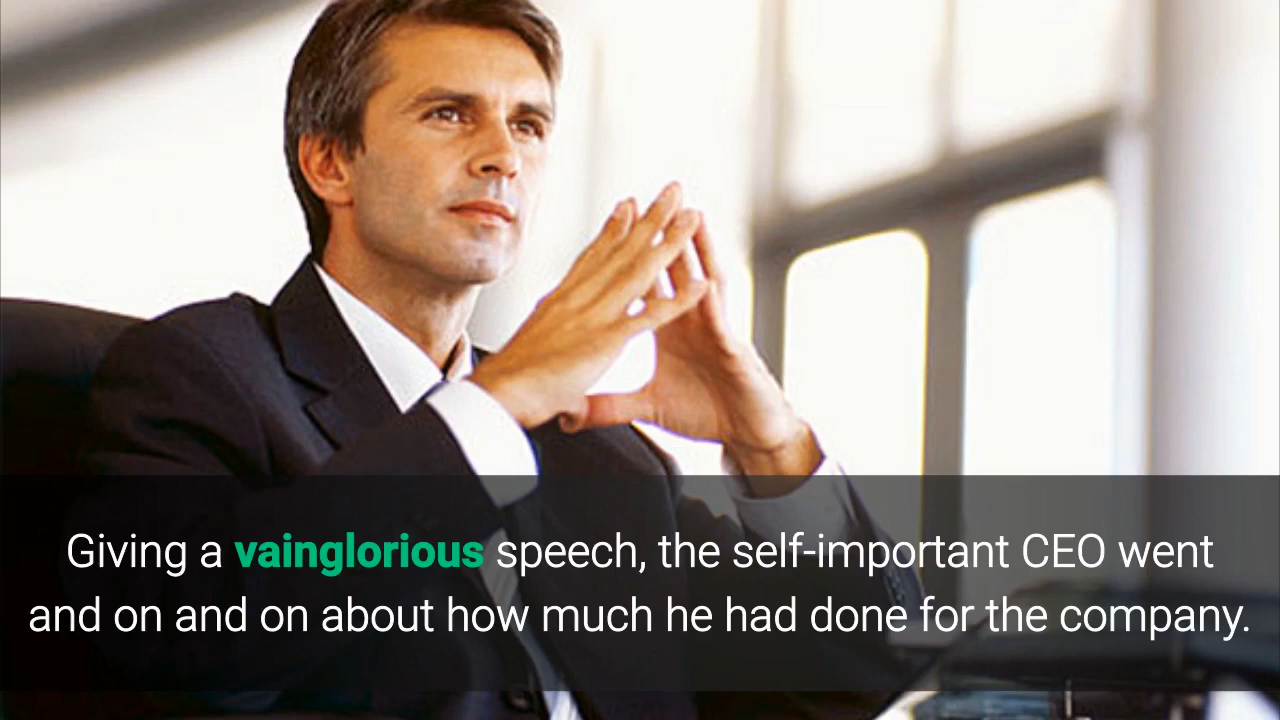 Giving a vainglorious speech, the self-important CEO went
and on and on about how much he had done for the company.